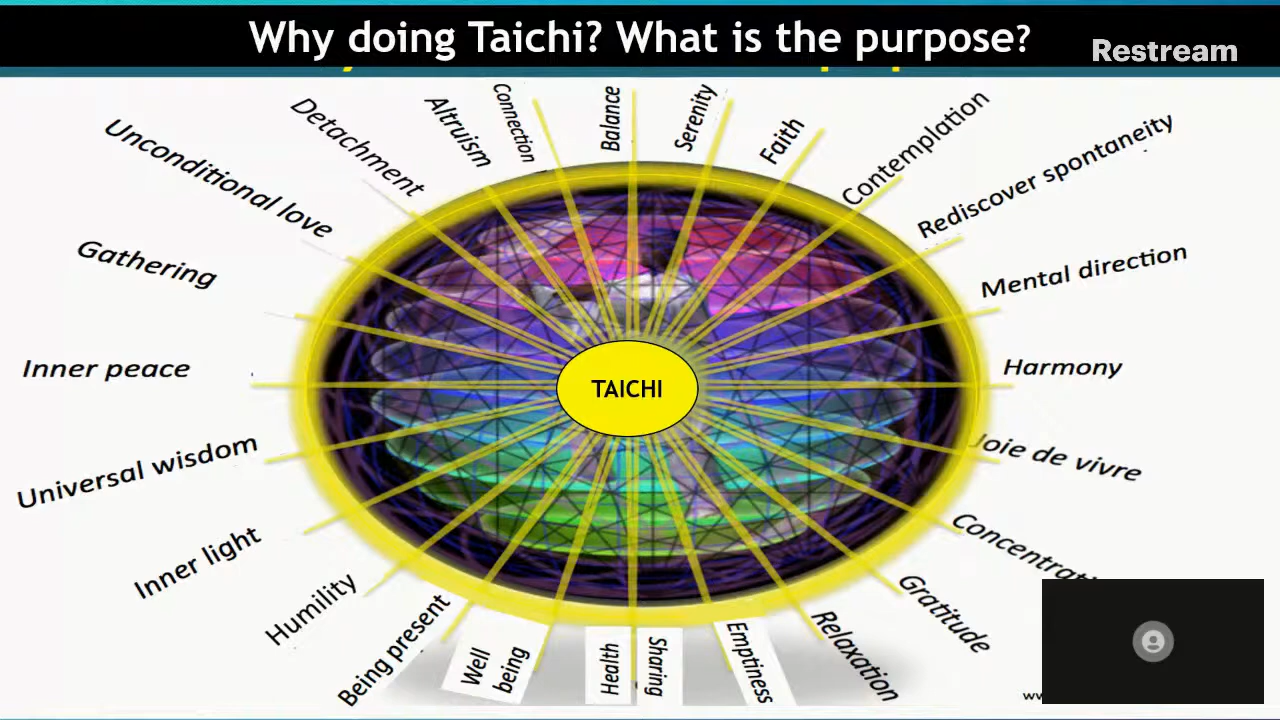 Why doing Taichi? What is the purpose?
Restream
Connection
Balance
Serenity
Faith
Contemplation
Rediscover spontaneity
Mental direction
Harmony
Joie de vivre
Gratitude
Relaxation
Emptiness
Sharing
Health
Well
being
Being present
Humility
Inner light
Universal wisdom
Inner peace
Gathering
Unconditional love
Detachment
Altruism
TAICHI